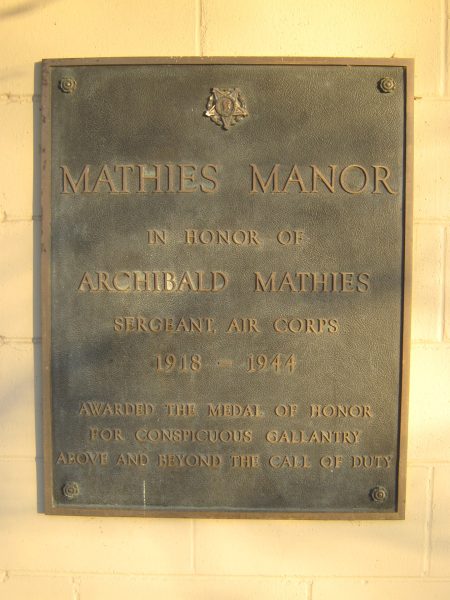 MATHIES MANOR
IN HONOR OF
ARCHIBALD MATHIES
SERGEANT, AIR CORPS
1918 - 1944
AWARDED THE MEDAL OF HONOR
FOR CONSPICUOUS GALLANTRY
ABOVE AND BEYOND THE CALL OF DUTY